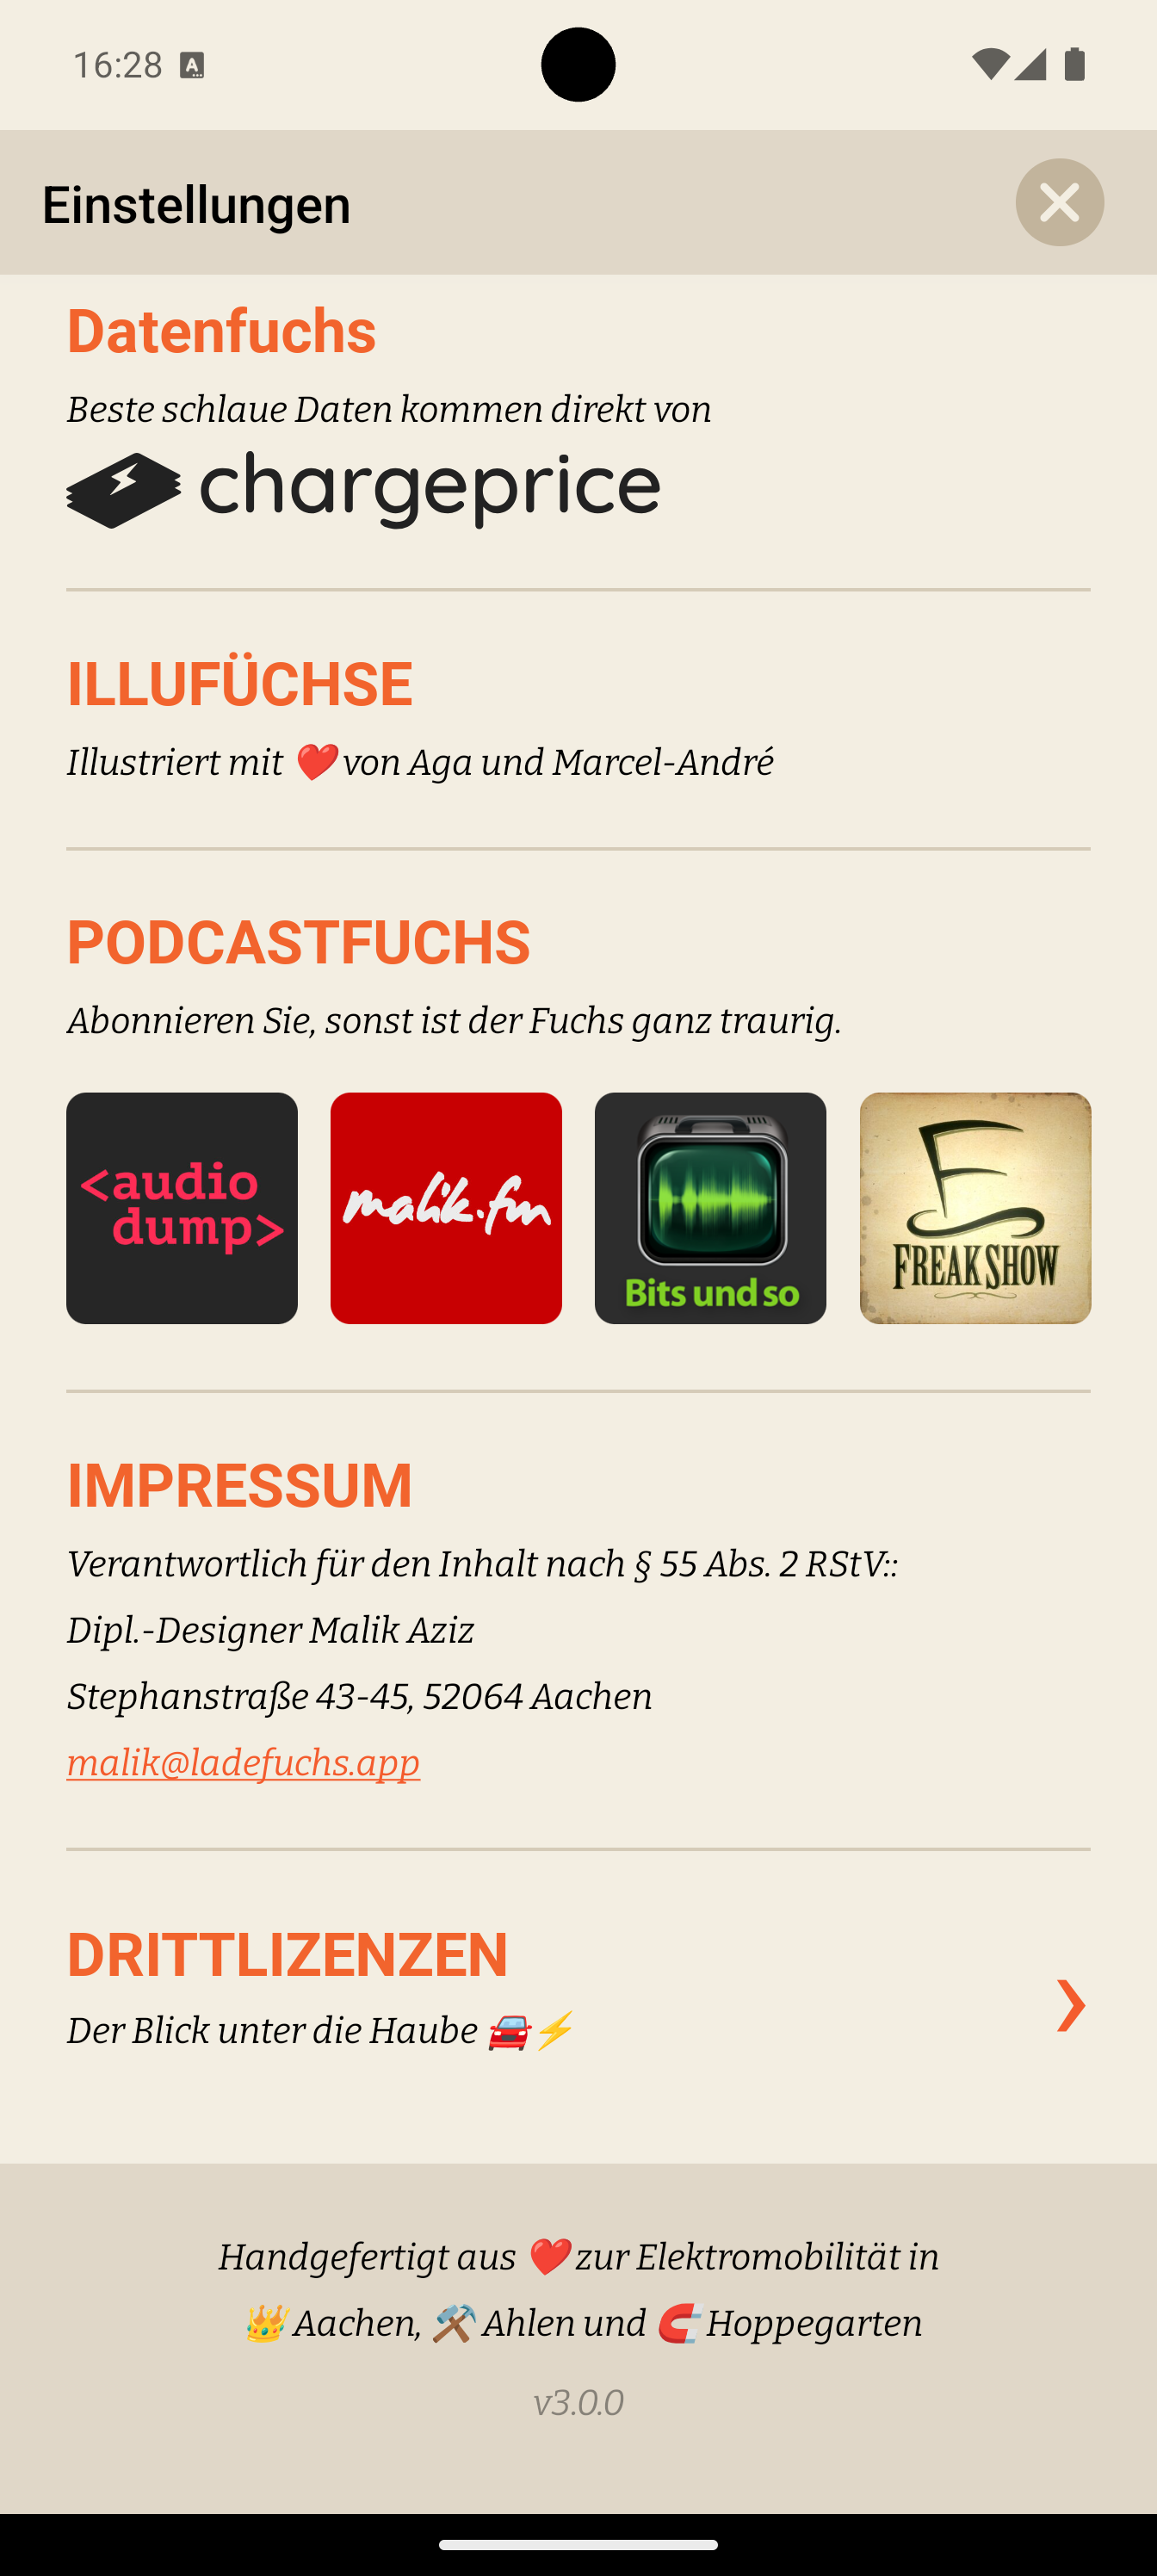 16:28
Einstellungen
Datenfuchs
Beste schlaue Daten kommen direkt von
chargeprice
ILLUFÜCHSE
Illustriert mit ❤️ von Aga und Marcel-André
PODCASTFUCHS
Abonnieren Sie, sonst ist der Fuchs ganz traurig.
<audio
dump>
malik.fm
Bits und so
FREAK SHOW
IMPRESSUM
Verantwortlich für den Inhalt nach § 55 Abs. 2 RStV::
Dipl.-Designer Malik Aziz
Stephanstraße 43-45, 52064 Aachen
malik@ladefuchs.app
DRITTLIZENZEN
Der Blick unter die Haube 🚘⚡
Handgefertigt aus ❤️ zur Elektromobilität in
👑 Aachen, ⚒️ Ahlen und 🧲 Hoppegarten
v3.0.0